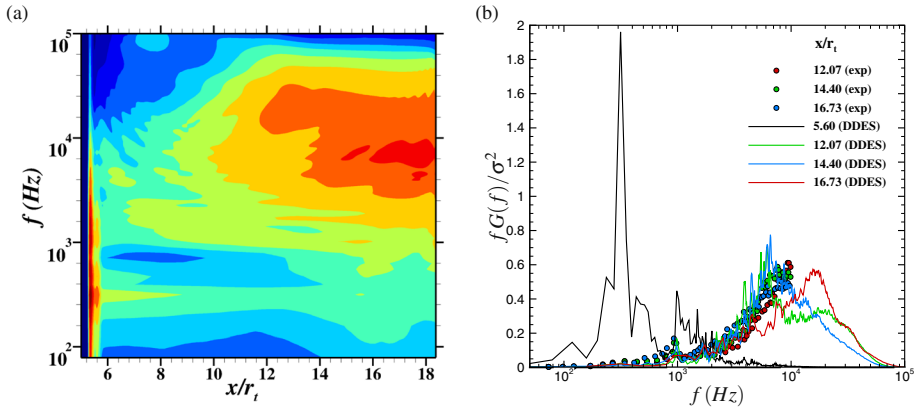 (a)
10⁵
10⁴
10³
10²
f (Hz)
6 8 10 12 14 16 18
x/rₜ
(b)
2
1.8
1.6
1.4
1.2
1
0.8
0.6
0.4
0.2
0
f G(f)/σ²
10² 10³ 10⁴ 10⁵
f (Hz)
x/rₜ
12.07 (exp)
14.40 (exp)
16.73 (exp)
5.60 (DDES)
12.07 (DDES)
14.40 (DDES)
16.73 (DDES)